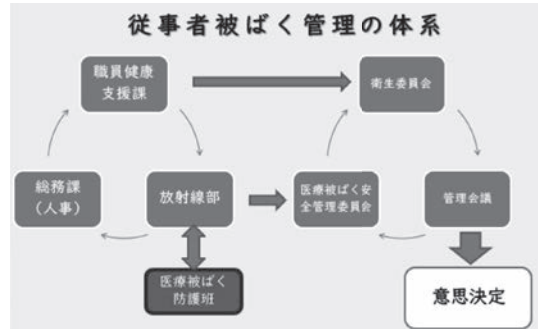 従事者被ばく管理の体系
職員健康
支援課
衛生委員会
総務課
(人事)
放射線部
医療被ばく安
全管理委員会
管理会議
医療被ばく
防護班
意思決定